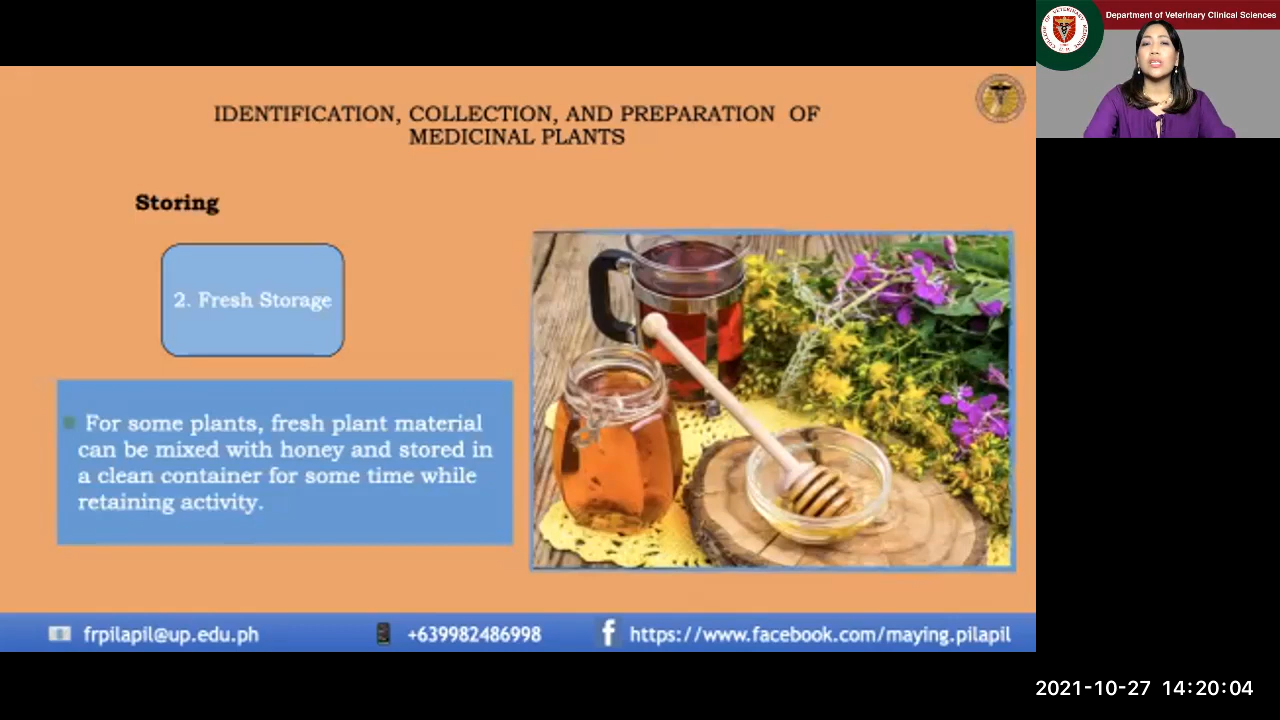 Department of Veterinary Clinical Sciences
IDENTIFICATION, COLLECTION, AND PREPARATION OF
MEDICINAL PLANTS
Storing
2. Fresh Storage
For some plants, fresh plant material
can be mixed with honey and stored in
a clean container for some time while
retaining activity.
frpilapil@up.edu.ph
+639982486998
https://www.facebook.com/maying.pilapil
2021-10-27 14:20:04